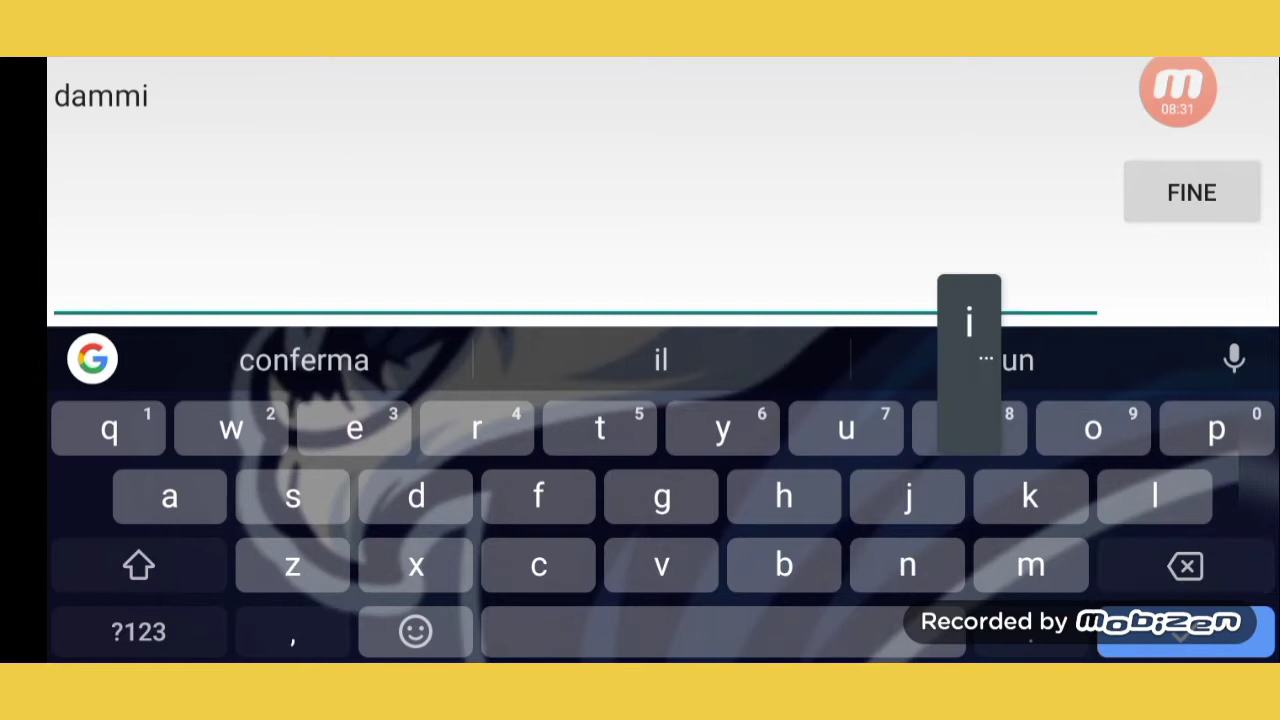 dammi
m
08:31
FINE
i
...
G conferma il un
q 1 w 2 e 3 r 4 t 5 y 6 u 7 8 o 9 p 0
a s d f g h j k l
z x c v b n m
?123 , .
Recorded by mobizen